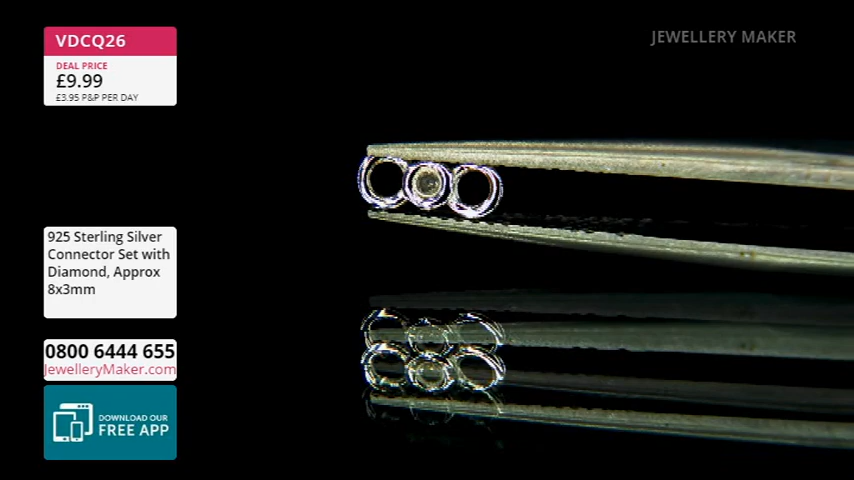 VDCQ26
DEAL PRICE
£9.99
£3.95 P&P PER DAY
JEWELLERY MAKER
925 Sterling Silver
Connector Set with
Diamond, Approx
8x3mm
0800 6444 655
JewelleryMaker.com
DOWNLOAD OUR
FREE APP